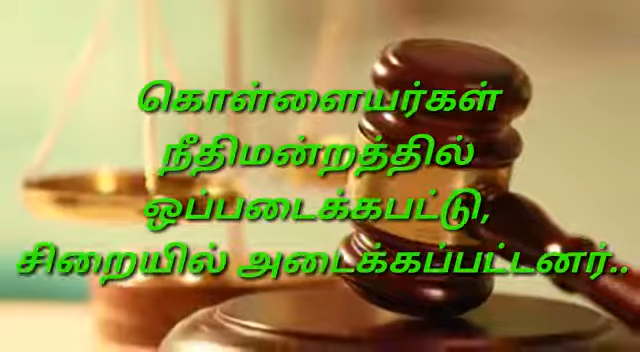 கொள்ளையர்கள்
நீதிமன்றத்தில்
ஒப்படைக்கபட்டு,
சிறையில் அடைக்கப்பட்டனர்..